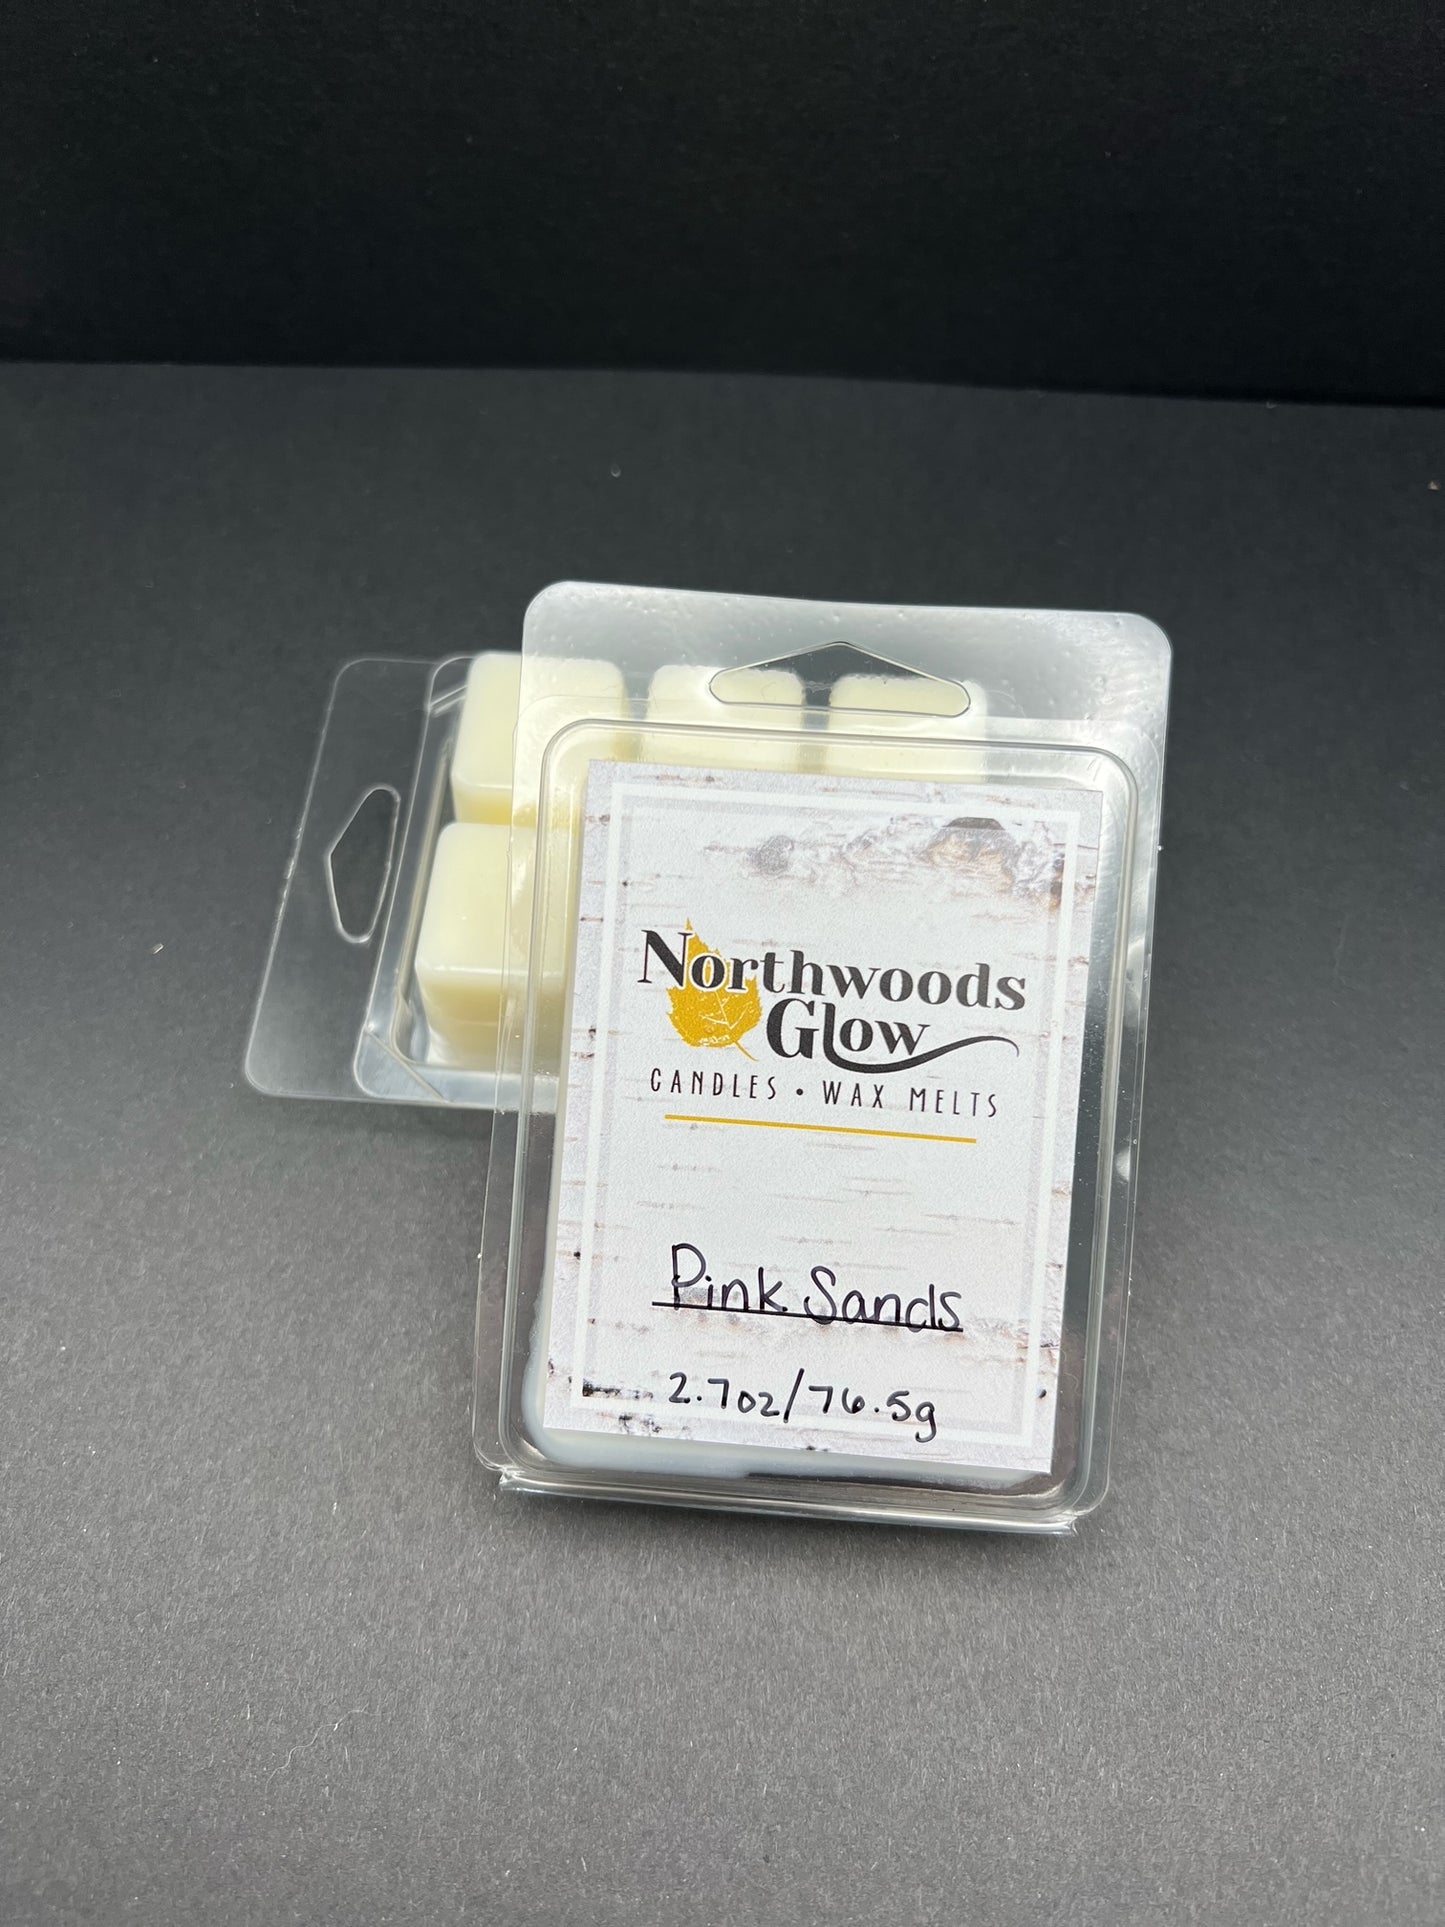 Northwoods
Glow
CANDLES • WAX MELTS
Pink Sands
2.7oz/76.5g